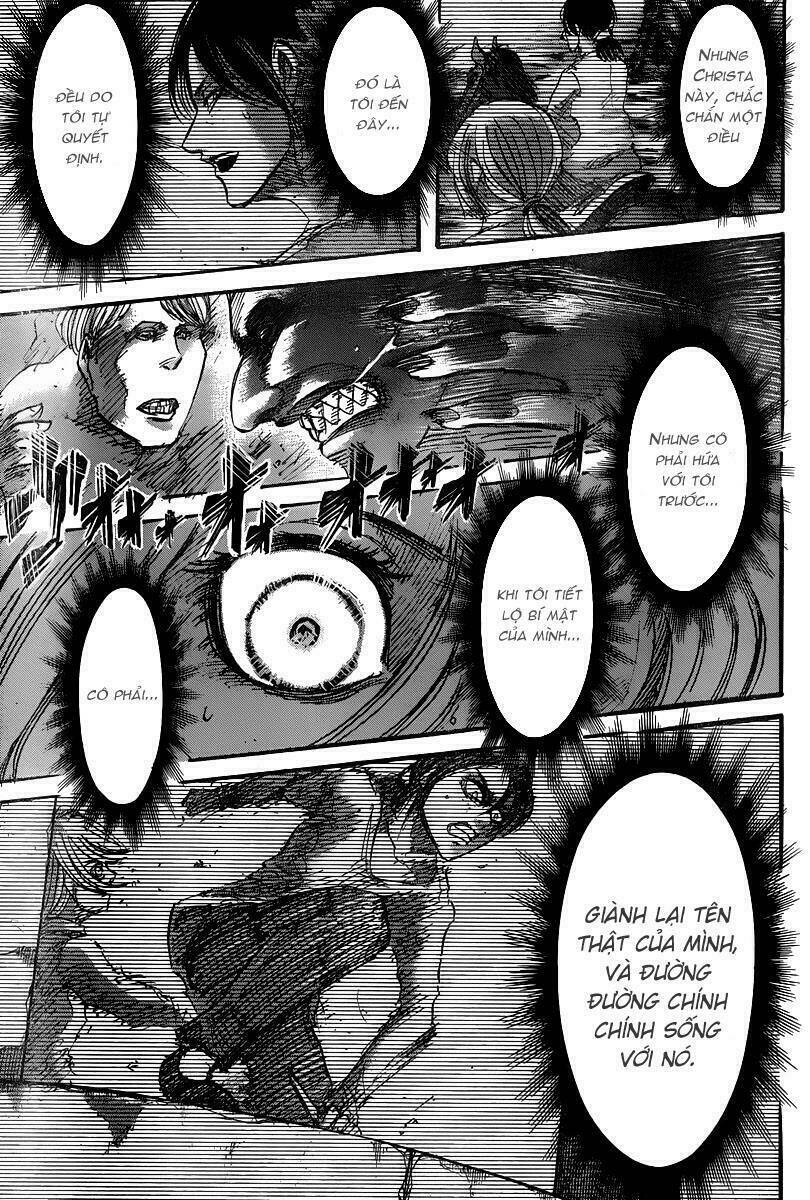 NHƯNG
CHRISTA
NÀY, CHẮC
CHẮN MỘT
ĐIỀU
ĐÓ LÀ
TÔI ĐẾN
ĐÂY...
ĐỀU DO
TÔI TỰ
QUYẾT
ĐỊNH.
NHƯNG CÔ
PHẢI HỨA
VỚI TÔI
TRƯỚC...
KHI TÔI TIẾT
LỘ BÍ MẬT
CỦA MÌNH...
CÔ PHẢI...
GIÀNH LẠI TÊN
THẬT CỦA MÌNH,
VÀ ĐƯỜNG
ĐƯỜNG CHÍNH
CHÍNH SỐNG
VỚI NÓ.